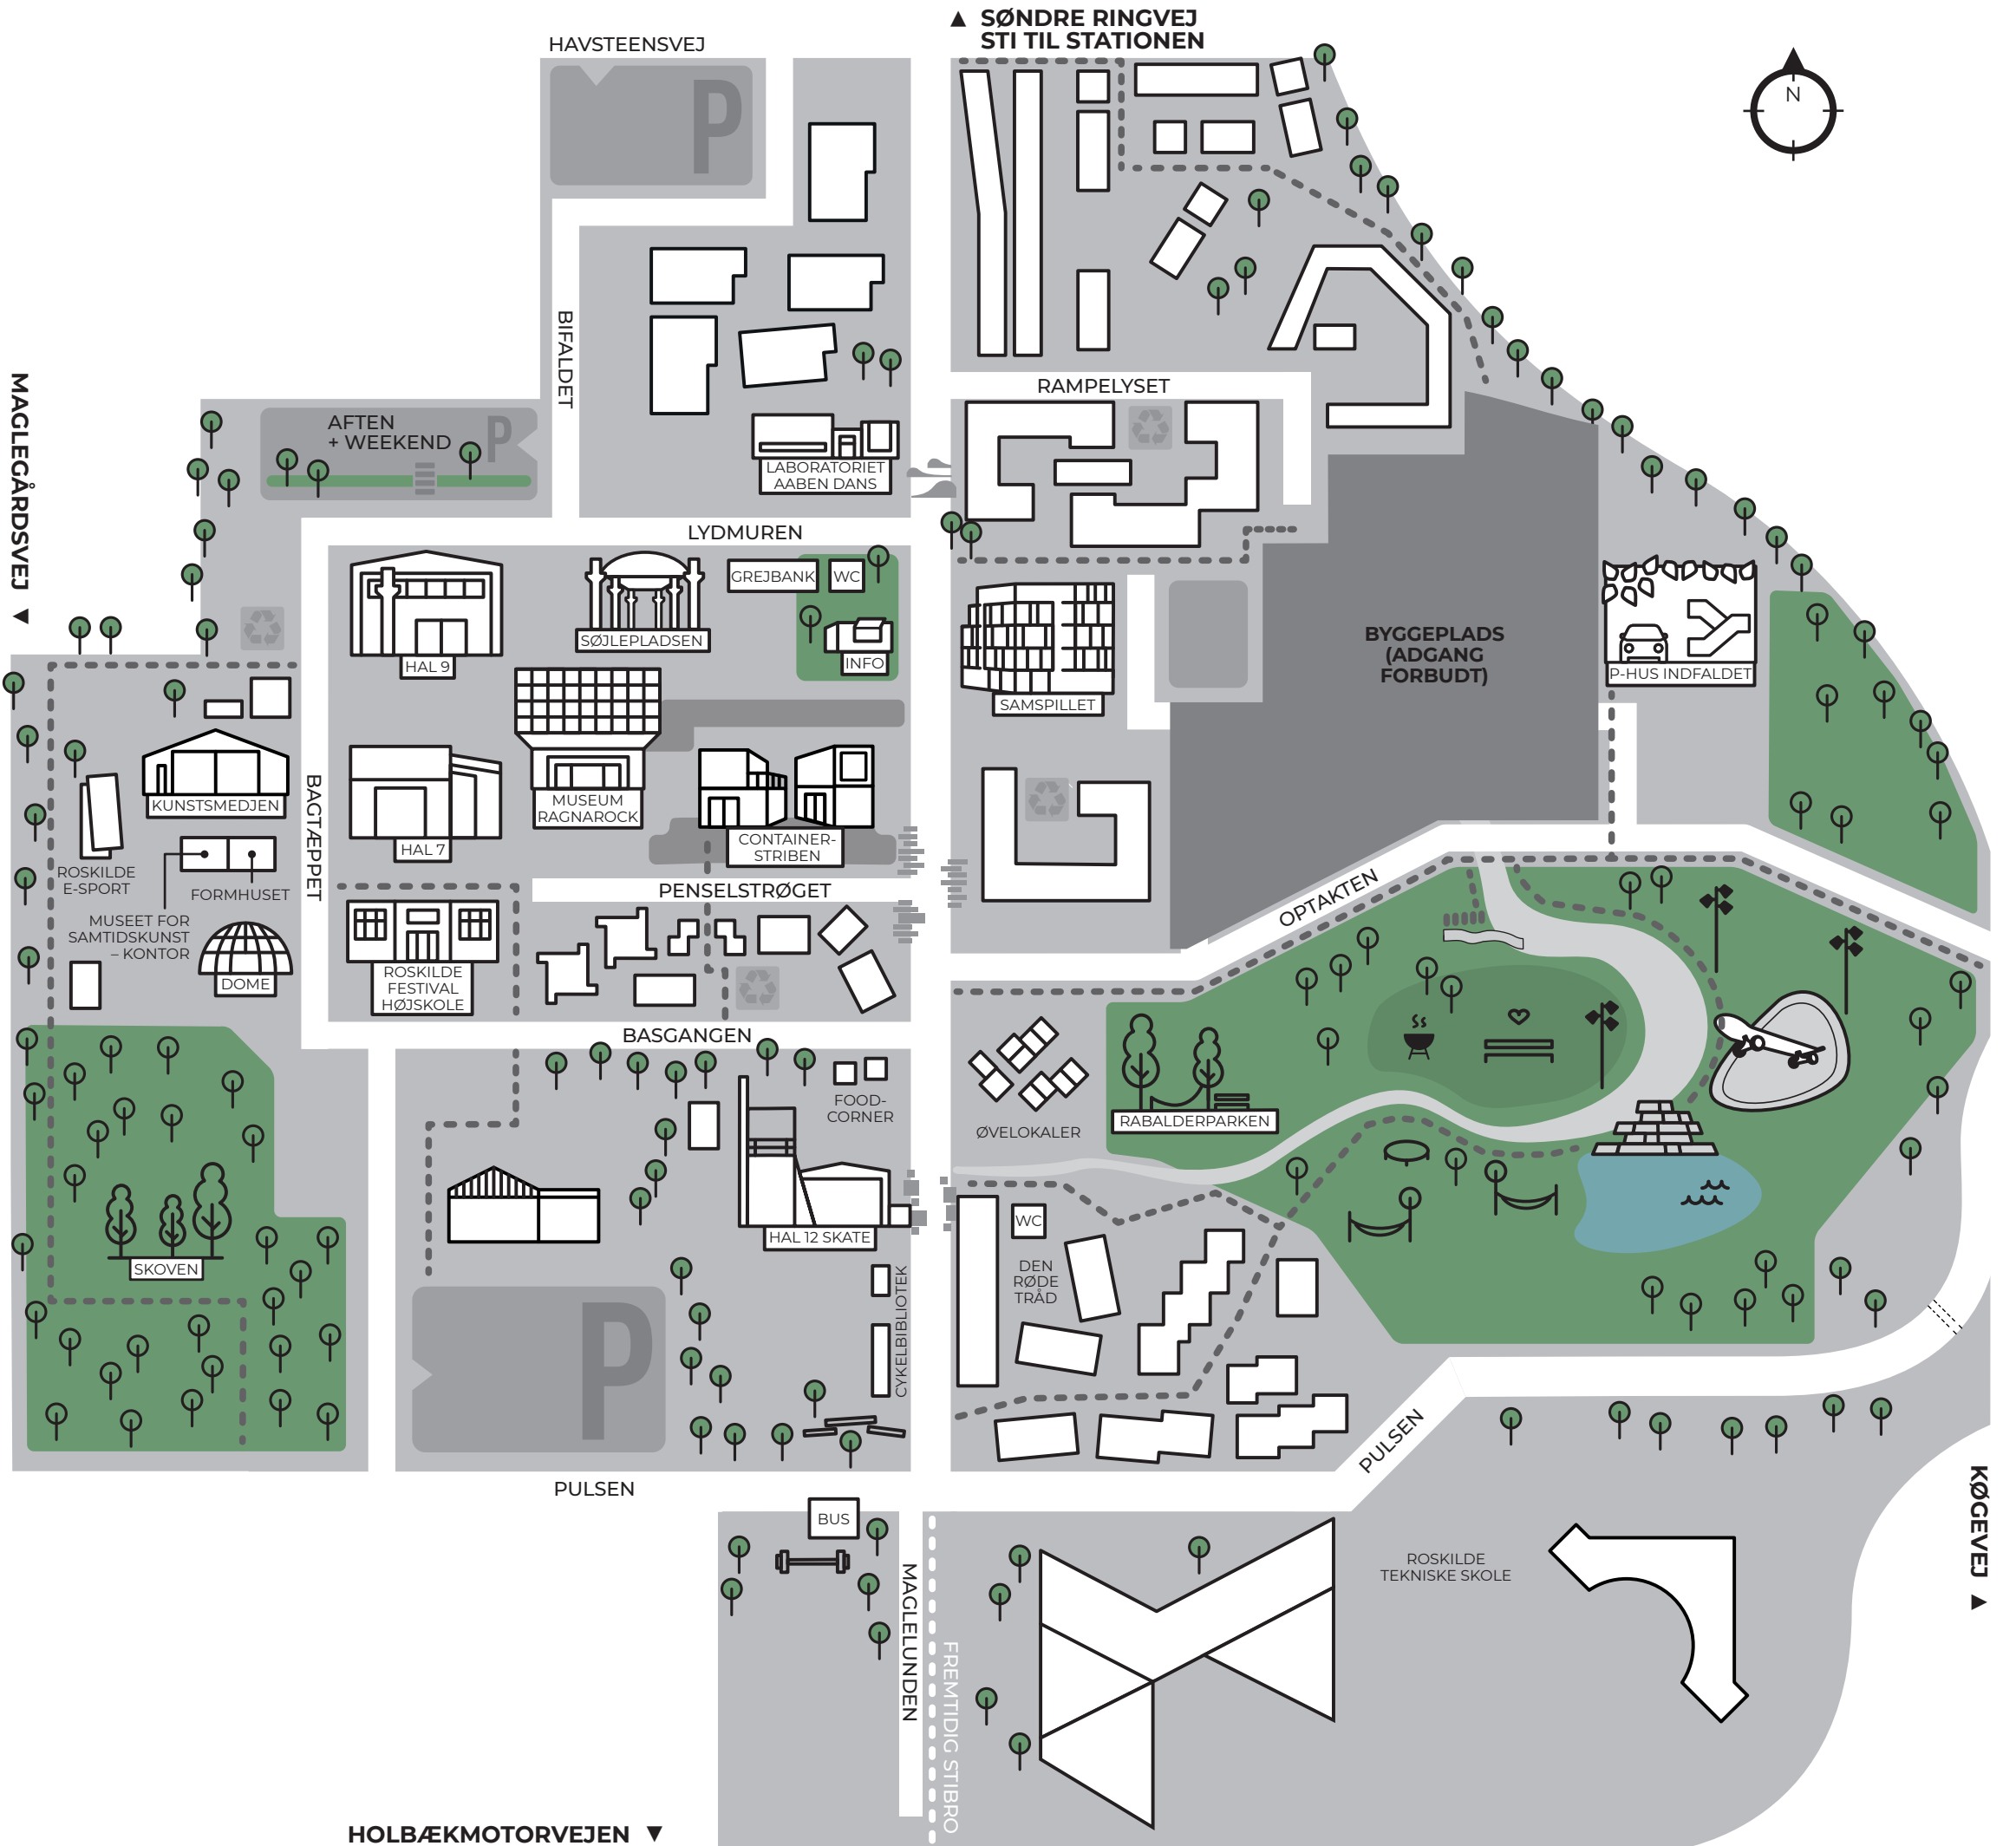 ▲ SØNDRE RINGVEJ
STI TIL STATIONEN
HAVSTEENSVEJ
P
N
BIFALDET
MAGLEGÅRDSVEJ ▼
RAMPELYSET
AFTEN
+ WEEKEND
P
LABORATORIET
AABEN DANS
LYDMUREN
GREJBANK
WC
SØJLEPLADSEN
INFO
HAL 9
BYGGEPLADS
(ADGANG
FORBUDT)
P-HUS INDFALDET
SAMSPILLET
KUNSTSMEDJEN
BAGTÆPPET
MUSEUM
RAGNAROCK
HAL 7
CONTAINER-
STRIBEN
ROSKILDE
E-SPORT
FORMHUSET
MUSEET FOR
SAMTIDSKUNST
– KONTOR
PENSELSTRØGET
OPTAKTEN
DOME
ROSKILDE
FESTIVAL
HØJSKOLE
BASGANGEN
FOOD-
CORNER
ØVELOKALER
RABALDERPARKEN
WC
HAL 12 SKATE
SKOVEN
DEN
RØDE
TRÅD
CYKELBIBLIOTEK
P
PULSEN
PULSEN
BUS
MAGLELUNDEN
FREMTIDIG STIBRO
ROSKILDE
TEKNISKE SKOLE
KØGEVEJ ▲
HOLBÆKMOTORVEJEN ▼